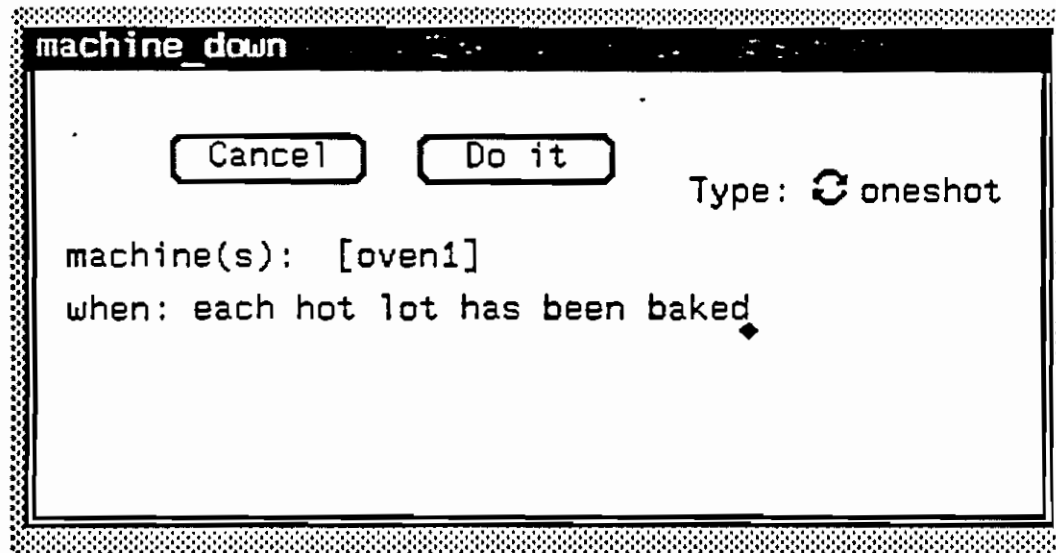 machine_down
Cancel Do it
Type: oneshot
machine(s): [oven1]
when: each hot lot has been baked